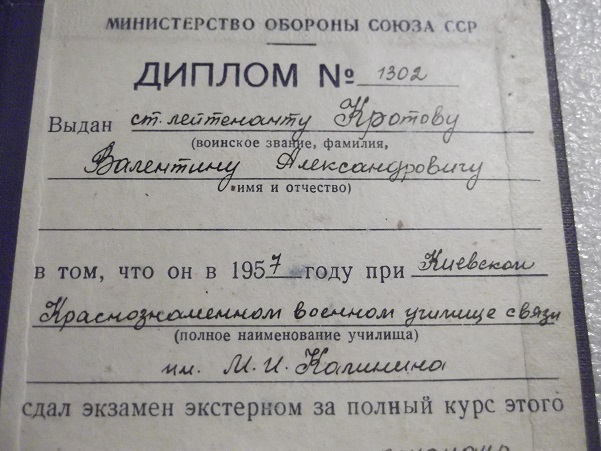 МИНИСТЕРСТВО ОБОРОНЫ СОЮЗА ССР
ДИПЛОМ № 1302
Выдан ст. лейтенанту Кротову
(воинское звание, фамилия,
Валентину Александровичу
имя и отчество)
в том, что он в 1957 году при Киевском
Краснознаменном военном училище связи
(полное наименование училища)
им. М. И. Калинина
сдал экзамен экстерном за полный курс этого